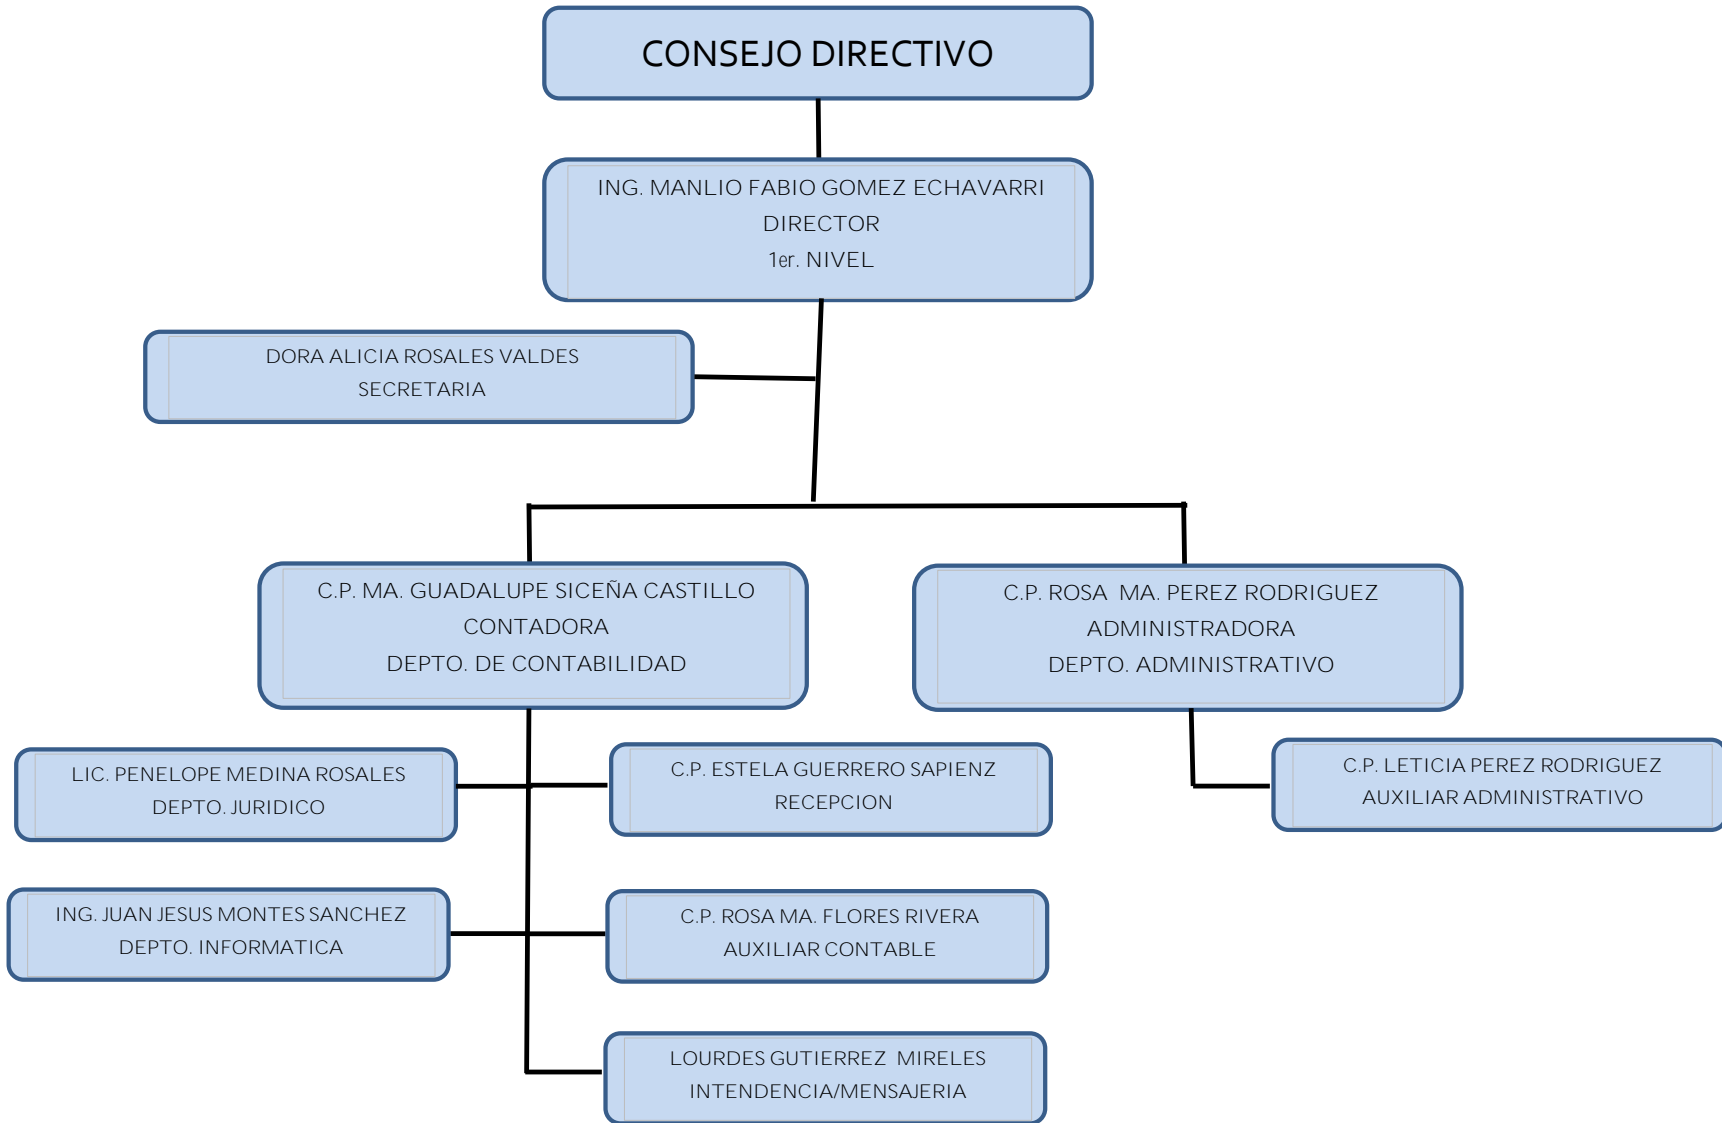 CONSEJO DIRECTIVO
ING. MANLIO FABIO GOMEZ ECHAVARRI
DIRECTOR
1er. NIVEL
DORA ALICIA ROSALES VALDES
SECRETARIA
C.P. MA. GUADALUPE SICEÑA CASTILLO
CONTADORA
DEPTO. DE CONTABILIDAD
C.P. ROSA MA. PEREZ RODRIGUEZ
ADMINISTRADORA
DEPTO. ADMINISTRATIVO
LIC. PENELOPE MEDINA ROSALES
DEPTO. JURIDICO
C.P. ESTELA GUERRERO SAPIENZ
RECEPCION
C.P. LETICIA PEREZ RODRIGUEZ
AUXILIAR ADMINISTRATIVO
ING. JUAN JESUS MONTES SANCHEZ
DEPTO. INFORMATICA
C.P. ROSA MA. FLORES RIVERA
AUXILIAR CONTABLE
LOURDES GUTIERREZ MIRELES
INTENDENCIA/MENSAJERIA